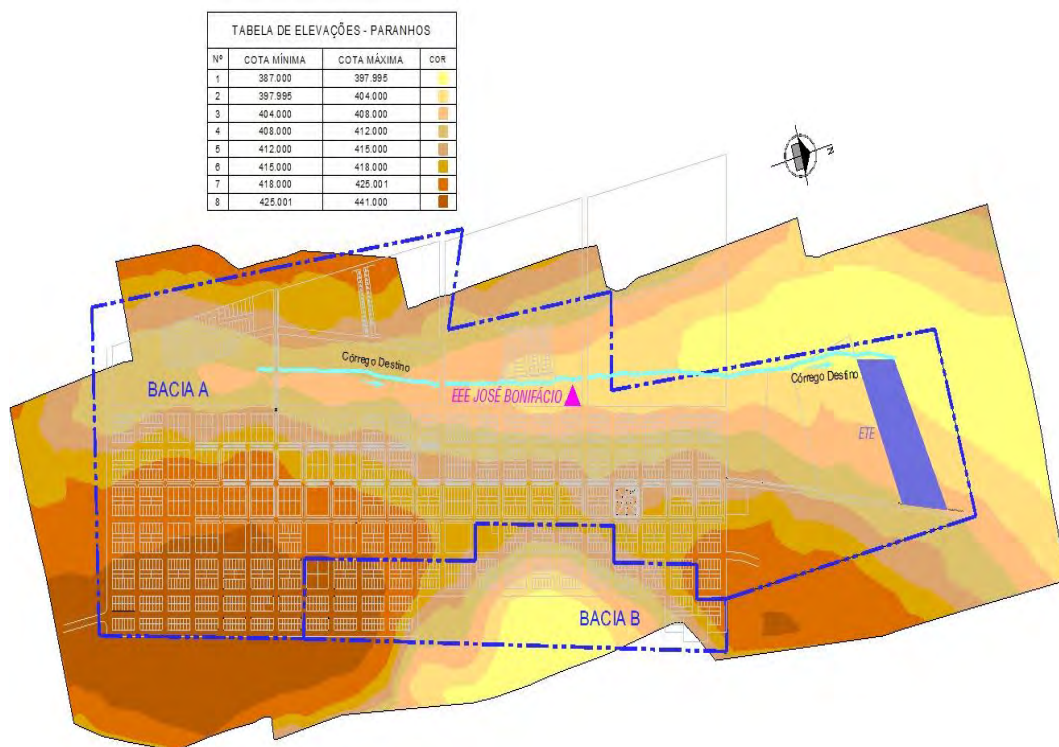 TABELA DE ELEVAÇÕES - PARANHOS
Nº COTA MÍNIMA COTA MÁXIMA COR
1 387.000 397.995
2 397.995 404.000
3 404.000 408.000
4 408.000 412.000
5 412.000 415.000
6 415.000 418.000
7 418.000 425.001
8 425.001 441.000
N
Córrego Destino
BACIA A
EEE JOSÉ BONIFÁCIO
Córrego Destino
ETE
BACIA B